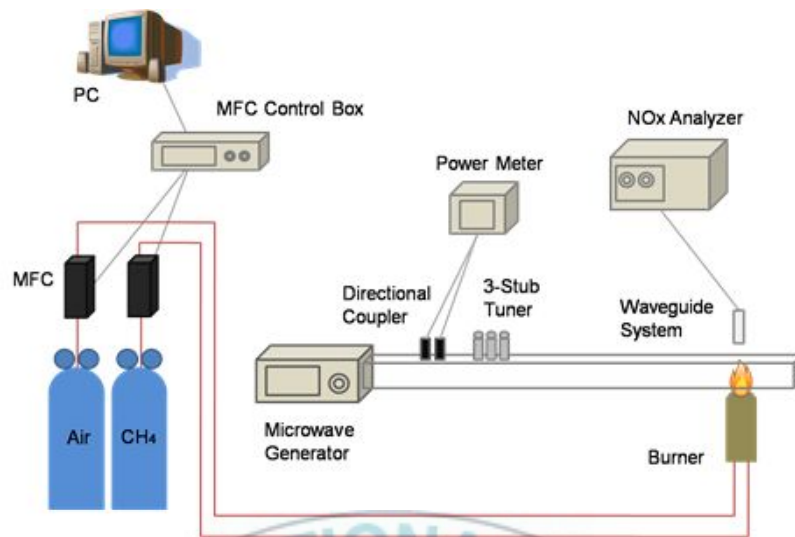 PC
MFC Control Box
NOx Analyzer
Power Meter
MFC
Directional
Coupler
3-Stub
Tuner
Waveguide
System
Air
CH₄
Microwave
Generator
Burner